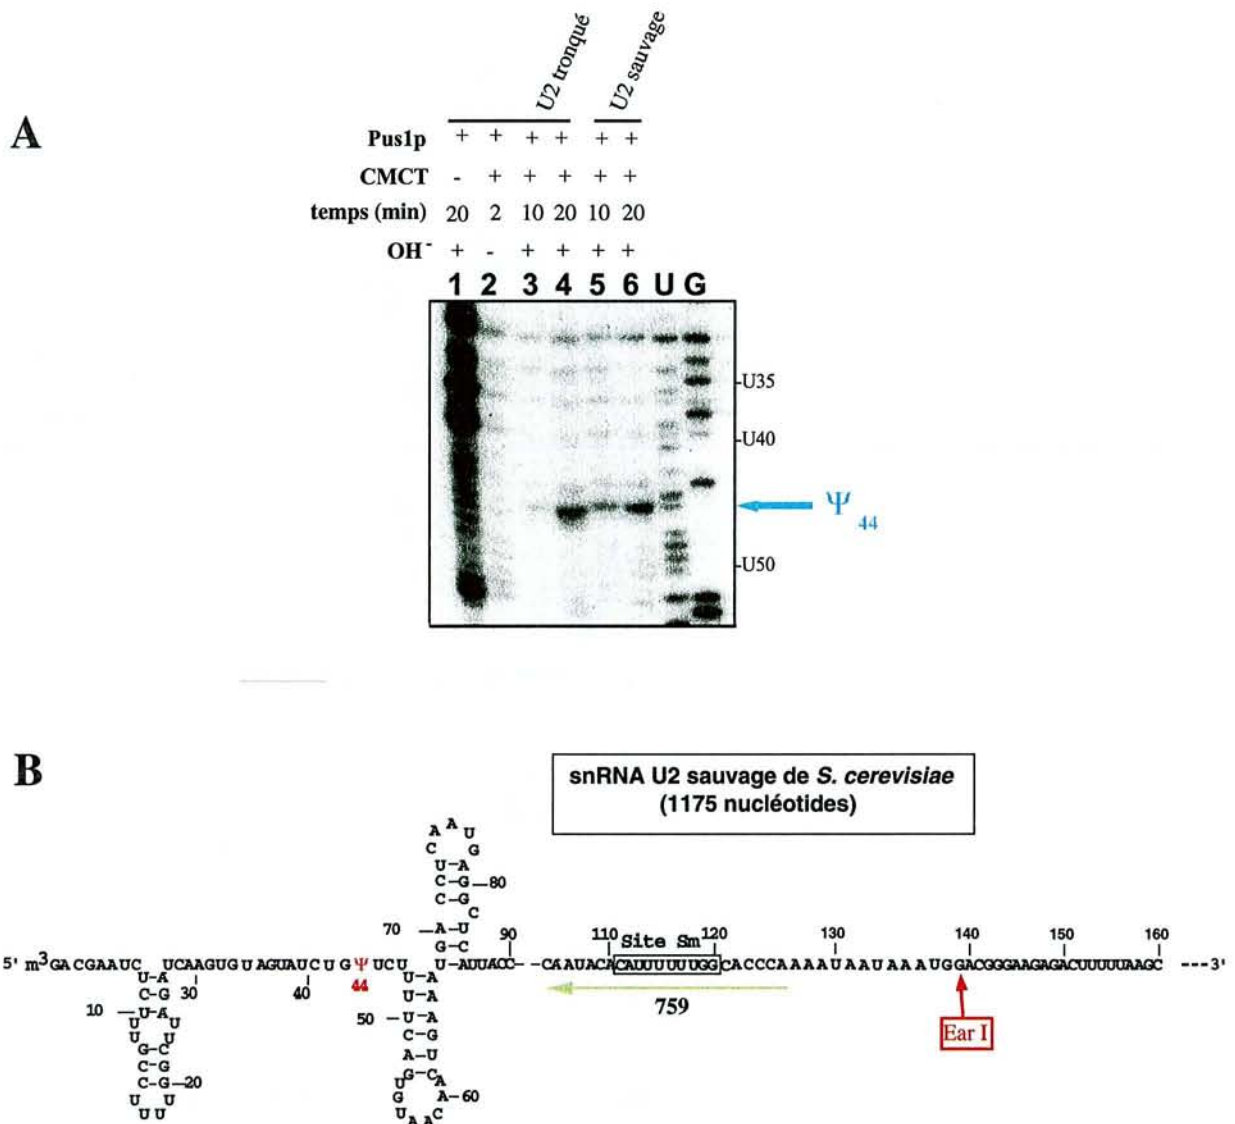 A
U2 tronqué
U2 sauvage
Pus1p + + + + + +
CMCT - + + + + +
temps (min) 20 2 10 20 10 20
OH- + - + + + +
1 2 3 4 5 6 U G
-U35
-U40
Ψ44
-U50
B
snRNA U2 sauvage de S. cerevisiae
(1175 nucléotides)
A A U
C G
U-A
C-G-80
C-G
C
70 -A-U
G-C
90 110 Site Sm 120 130 140 150 160
5' m3GACGAAUC UCAAGUGUAGUAUCUGΨUCUU U-AUUACC--CAAUACACAUUUUUUGGCACCCAAAAUAAUAAAUGGACGGGAAGAGACUUUUUAAGC ---3'
30 40 44
759
Ear I
10
50
-20
-60